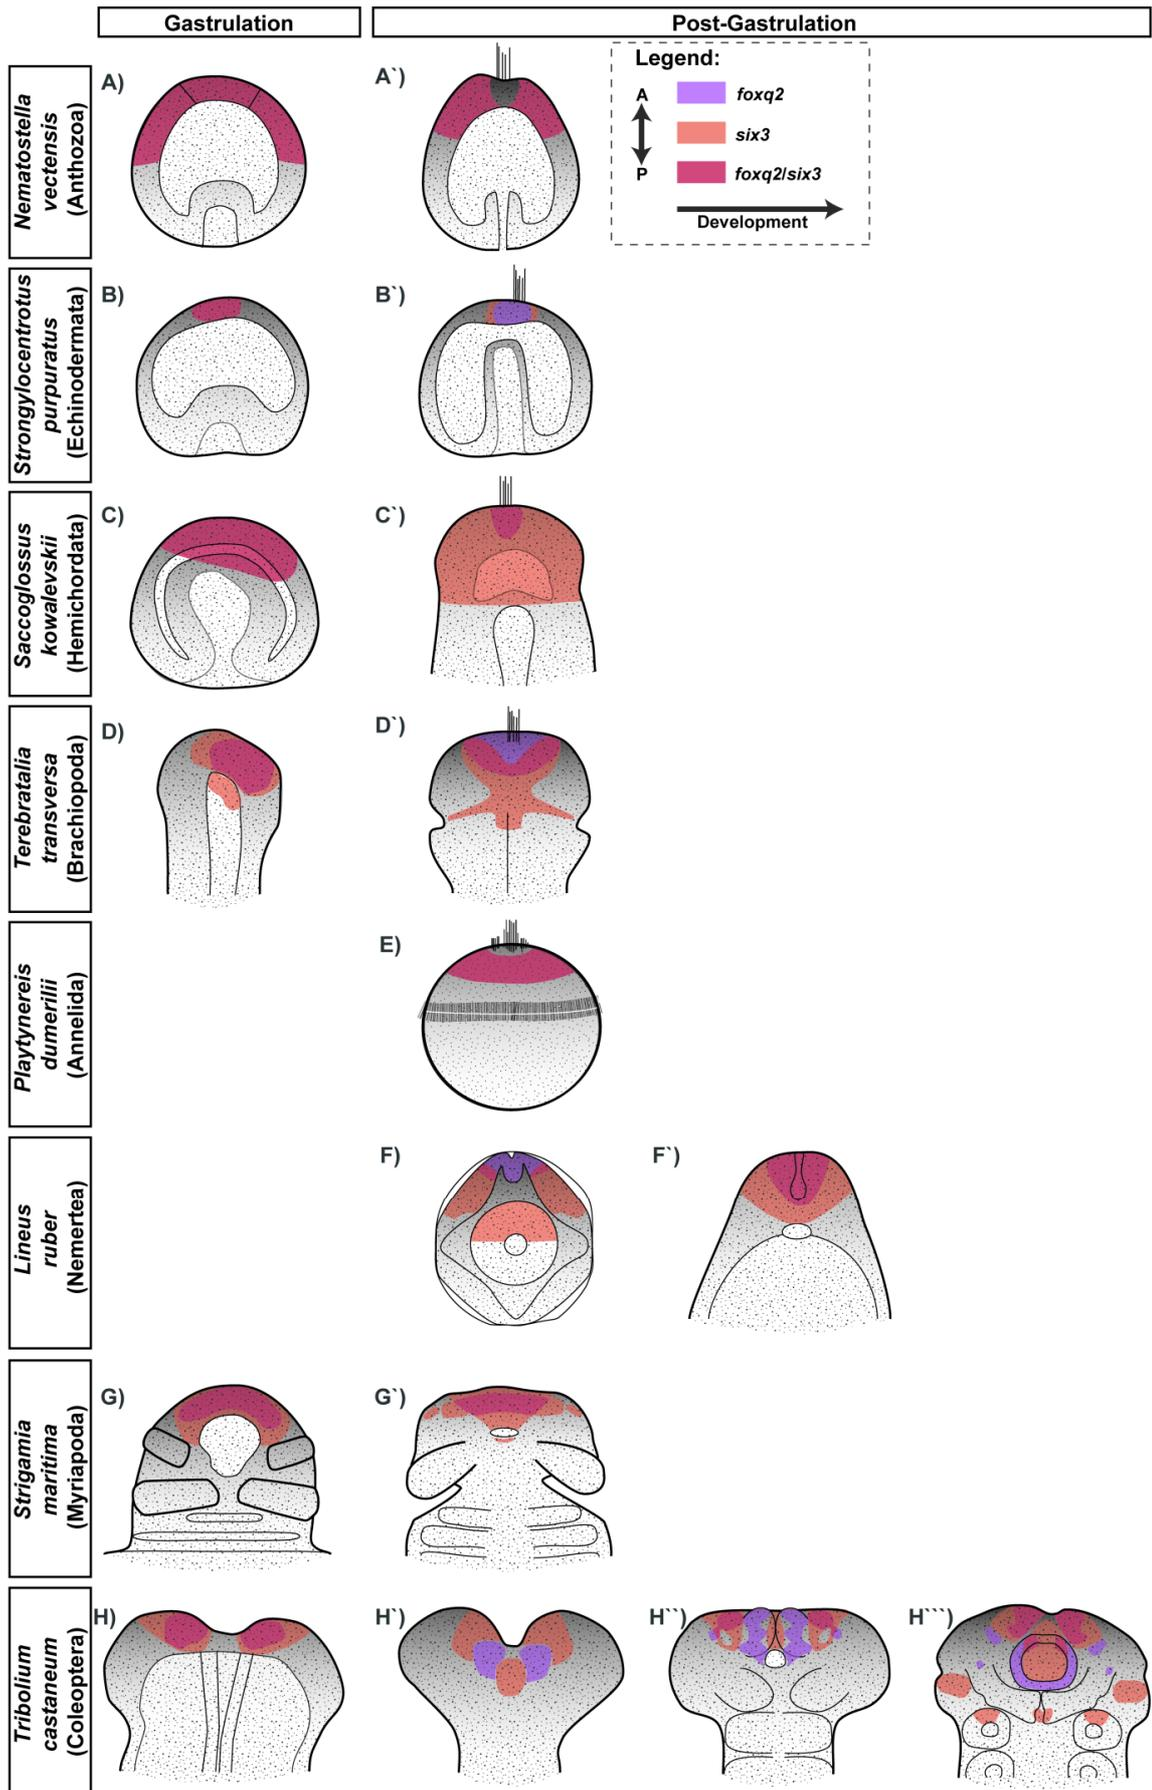 Gastrulation
Post-Gastrulation
Nematostella
vectensis
(Anthozoa)
A)
A`)
Legend:
A
P
foxq2
six3
foxq2/six3
Development
Strongylocentrotus
purpuratus
(Echinodermata)
B)
B`)
Saccoglossus
kowalevskii
(Hemichordata)
C)
C`)
Terebratalia
transversa
(Brachiopoda)
D)
D`)
Playtynereis
dumerilii
(Annelida)
E)
Lineus
ruber
(Nemertea)
F)
F`)
Strigamia
maritima
(Myriapoda)
G)
G`)
Tribolium
castaneum
(Coleoptera)
H)
H`)
H``)
H```)